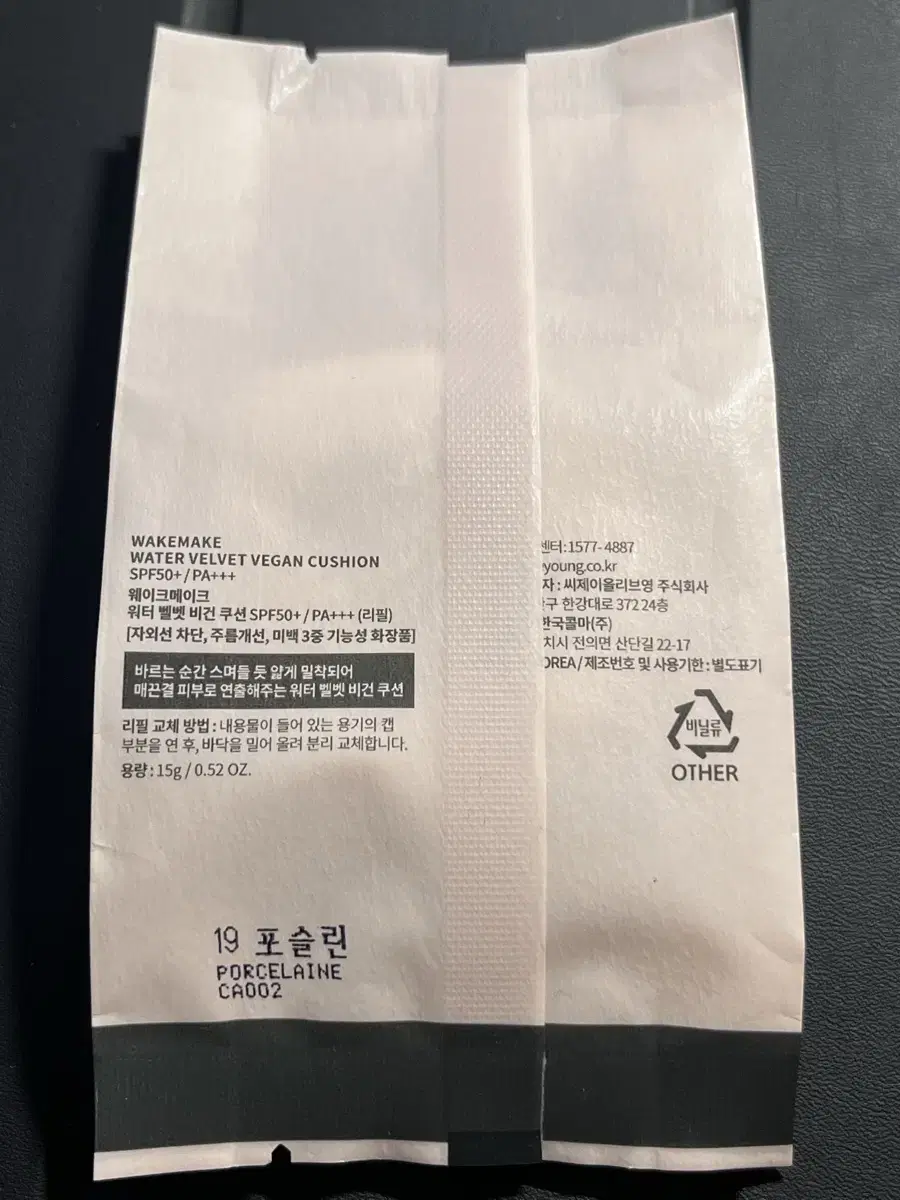 WAKEMAKE
WATER VELVET VEGAN CUSHION
SPF50+ / PA+++
웨이크메이크
워터 벨벳 비건 쿠션 SPF50+ / PA+++ (리필)
[자외선 차단, 주름개선, 미백 3중 기능성 화장품]
바르는 순간 스며들 듯 얇게 밀착되어
매끈결 피부로 연출해주는 워터 벨벳 비건 쿠션
리필 교체 방법 : 내용물이 들어 있는 용기의 캡
부분을 연 후, 바닥을 밀어 올려 분리 교체합니다.
용량 : 15g / 0.52 OZ.
센터 : 1577- 4887
young.co.kr
자 : 씨제이올리브영 주식회사
구 한강대로 372 24층
한국콜마(주)
치시 전의면 산단길 22-17
OREA / 제조번호 및 사용기한 : 별도표기
비닐류
OTHER
19 포슬린
PORCELAINE
CA002